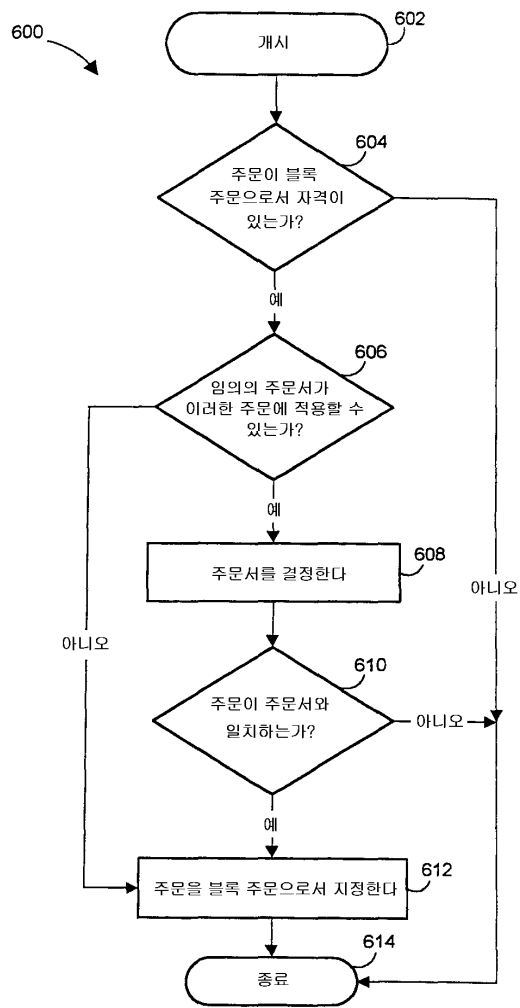 600
602
개시
604
주문이 블록
주문으로서 자격이
있는가?
예
606
임의의 주문서가
이러한 주문에 적용할 수
있는가?
예
608
주문서를 결정한다
아니오
아니오
610
주문이 주문서와
일치하는가?
아니오
예
612
주문을 블록 주문으로서 지정한다
614
종료